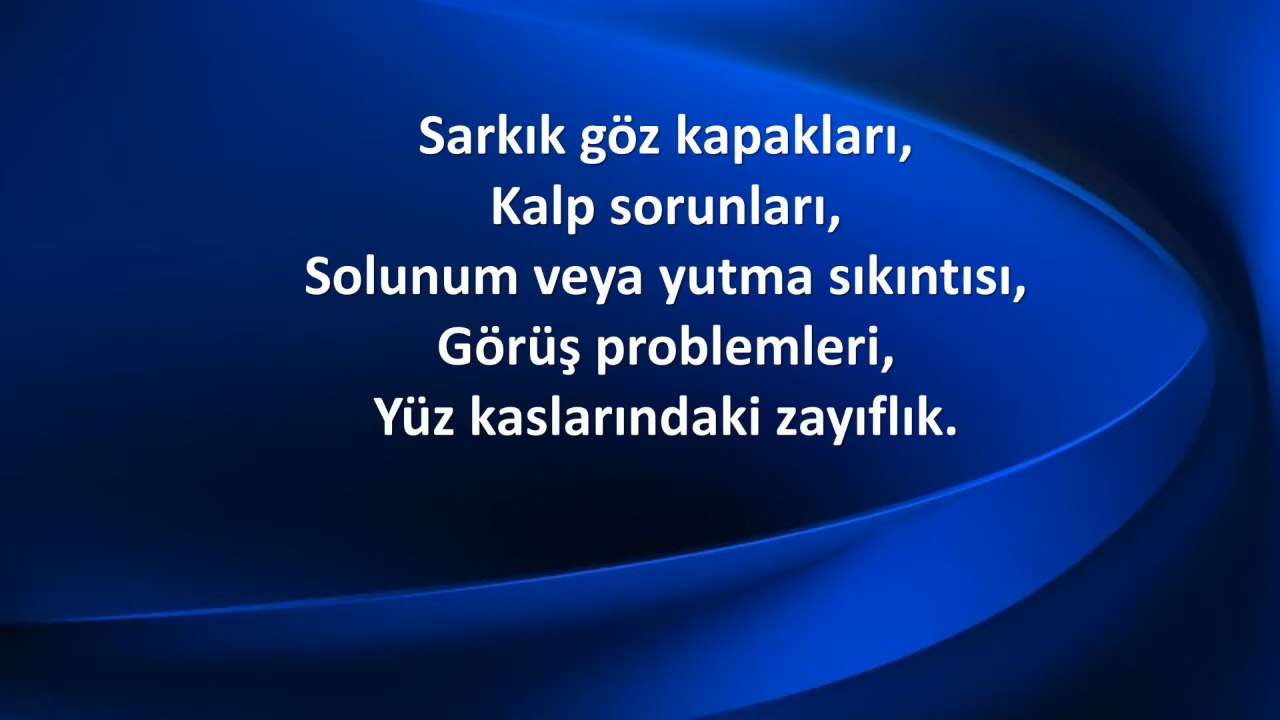 Sarkık göz kapakları,
Kalp sorunları,
Solunum veya yutma sıkıntısı,
Görüş problemleri,
Yüz kaslarındaki zayıflık.